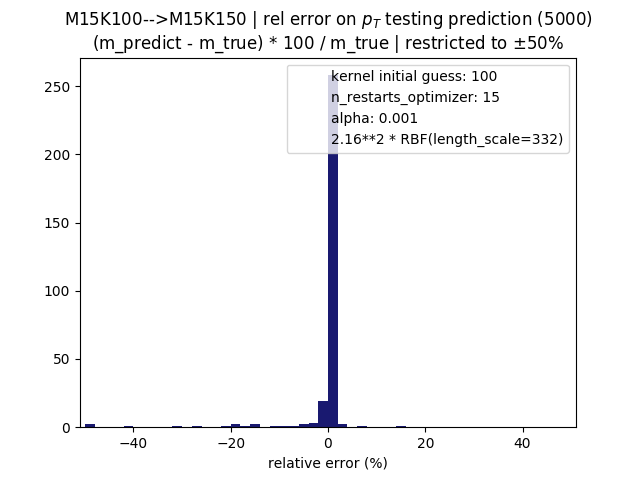 M15K100-->M15K150 | rel error on p_T testing prediction (5000)
(m_predict - m_true) * 100 / m_true | restricted to ±50%
kernel initial guess: 100
n_restarts_optimizer: 15
alpha: 0.001
2.16**2 * RBF(length_scale=332)
250
200
150
100
50
0
−40 −20 0 20 40
relative error (%)